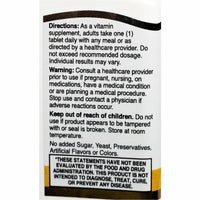 Directions: As a vitamin
supplement, adults take one (1)
tablet daily with any meal or as
directed by a healthcare provider. Do
not exceed recommended dosage.
Individual results may vary.
Warning: Consult a healthcare provider
prior to use if pregnant, nursing, on
medications, have a medical condition
or are planning a medical procedure.
Stop use and contact a physician if
adverse reactions occur.
Keep out of reach of children. Do not
use if product appears to be tampered
with or seal is broken. Store at room
temperature.
No added Sugar, Yeast, Preservatives.
Artificial Flavors or Colors.
*THESE STATEMENTS HAVE NOT BEEN
EVALUATED BY THE FOOD AND DRUG
ADMINISTRATION. THIS PRODUCT IS NOT
INTENDED TO DIAGNOSE, TREAT, CURE,
OR PREVENT ANY DISEASE.